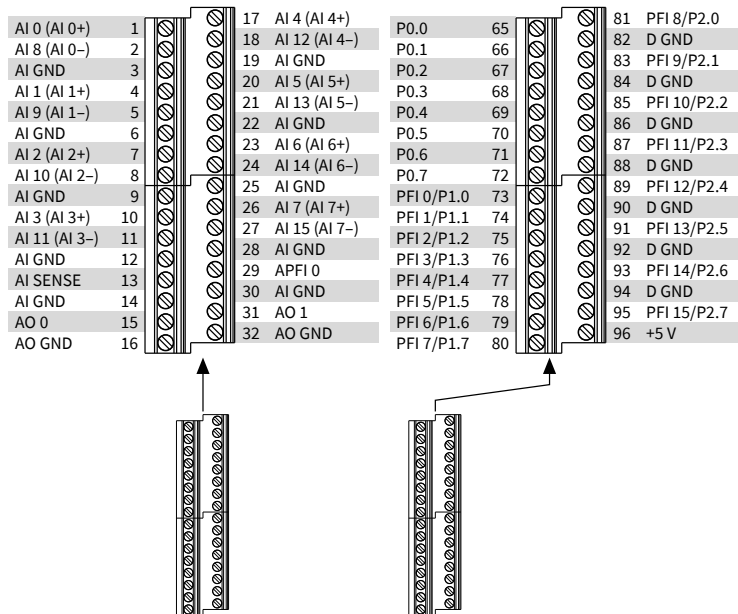 AI 0 (AI 0+) 1
AI 8 (AI 0–) 2
AI GND 3
AI 1 (AI 1+) 4
AI 9 (AI 1–) 5
AI GND 6
AI 2 (AI 2+) 7
AI 10 (AI 2–) 8
AI GND 9
AI 3 (AI 3+) 10
AI 11 (AI 3–) 11
AI GND 12
AI SENSE 13
AI GND 14
AO 0 15
AO GND 16
17 AI 4 (AI 4+)
18 AI 12 (AI 4–)
19 AI GND
20 AI 5 (AI 5+)
21 AI 13 (AI 5–)
22 AI GND
23 AI 6 (AI 6+)
24 AI 14 (AI 6–)
25 AI GND
26 AI 7 (AI 7+)
27 AI 15 (AI 7–)
28 AI GND
29 APFI 0
30 AI GND
31 AO 1
32 AO GND
P0.0 65
P0.1 66
P0.2 67
P0.3 68
P0.4 69
P0.5 70
P0.6 71
P0.7 72
PFI 0/P1.0 73
PFI 1/P1.1 74
PFI 2/P1.2 75
PFI 3/P1.3 76
PFI 4/P1.4 77
PFI 5/P1.5 78
PFI 6/P1.6 79
PFI 7/P1.7 80
81 PFI 8/P2.0
82 D GND
83 PFI 9/P2.1
84 D GND
85 PFI 10/P2.2
86 D GND
87 PFI 11/P2.3
88 D GND
89 PFI 12/P2.4
90 D GND
91 PFI 13/P2.5
92 D GND
93 PFI 14/P2.6
94 D GND
95 PFI 15/P2.7
96 +5 V